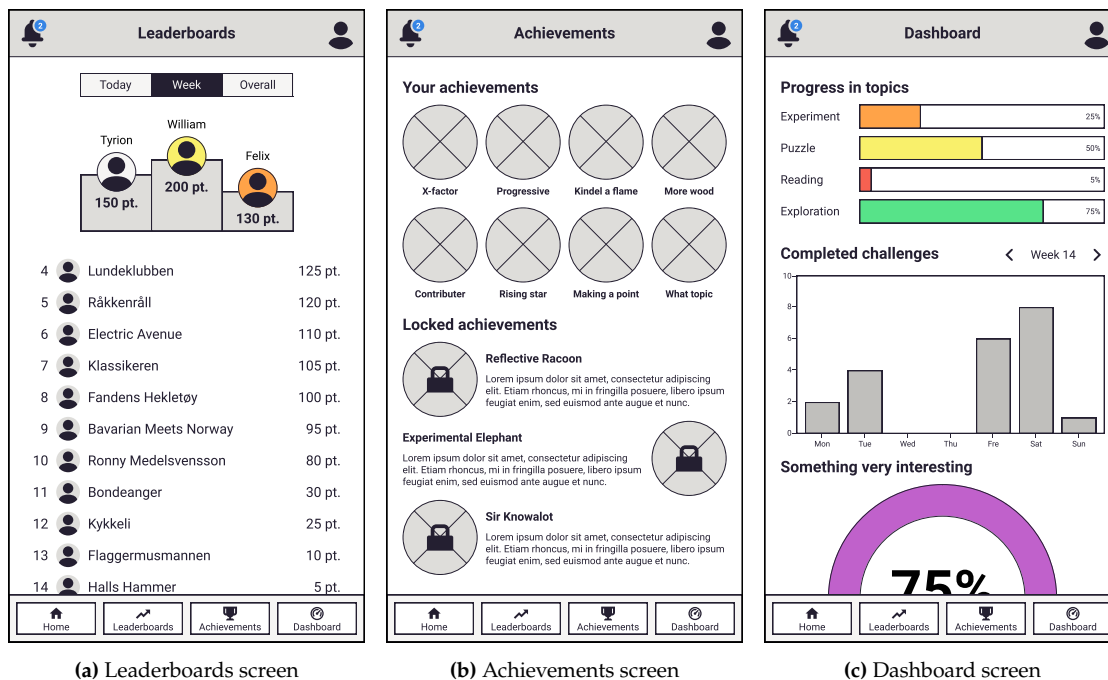 2
Leaderboards
Today Week Overall
William
Tyrion
Felix
200 pt.
150 pt.
130 pt.
4 Lundeklubben 125 pt.
5 Råkkenråll 120 pt.
6 Electric Avenue 110 pt.
7 Klassikeren 105 pt.
8 Fandens Hekletøy 100 pt.
9 Bavarian Meets Norway 95 pt.
10 Ronny Medelsvensson 80 pt.
11 Bondeanger 30 pt.
12 Kykkeli 25 pt.
13 Flaggermusmannen 10 pt.
14 Halls Hammer 5 pt.
Home Leaderboards Achievements Dashboard
(a) Leaderboards screen
2
Achievements
Your achievements
X-factor Progressive Kindel a flame More wood
Contributer Rising star Making a point What topic
Locked achievements
Reflective Racoon
Lorem ipsum dolor sit amet, consectetur adipiscing
elit. Etiam rhoncus, mi in fringilla posuere, libero ipsum
feugiat enim, sed euismod ante augue et nunc.
Experimental Elephant
Lorem ipsum dolor sit amet, consectetur adipiscing
elit. Etiam rhoncus, mi in fringilla posuere, libero ipsum
feugiat enim, sed euismod ante augue et nunc.
Sir Knowalot
Lorem ipsum dolor sit amet, consectetur adipiscing
elit. Etiam rhoncus, mi in fringilla posuere, libero ipsum
feugiat enim, sed euismod ante augue et nunc.
Home Leaderboards Achievements Dashboard
(b) Achievements screen
2
Dashboard
Progress in topics
Experiment 25%
Puzzle 50%
Reading 5%
Exploration 75%
Completed challenges Week 14
10
8
6
4
2
0
Mon Tue Wed Thu Fre Sat Sun
Something very interesting
75%
Home Leaderboards Achievements Dashboard
(c) Dashboard screen